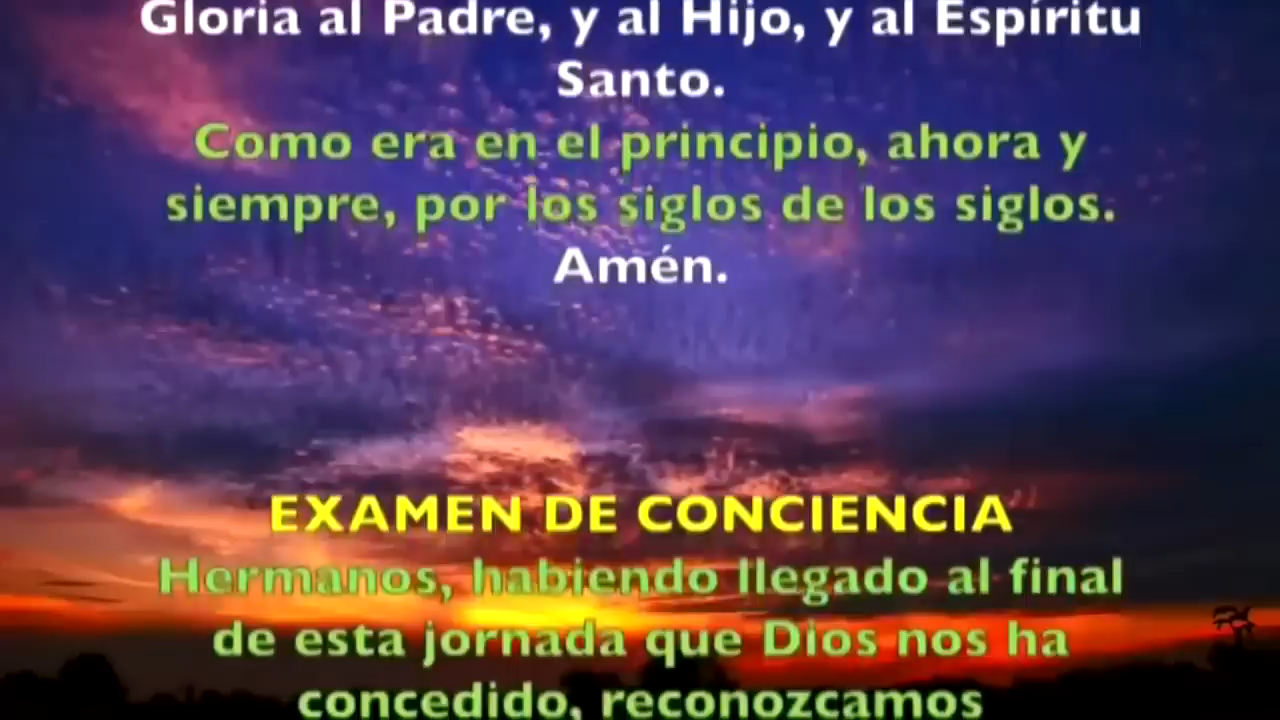 Gloria al Padre, y al Hijo, y al Espíritu
Santo.
Como era en el principio, ahora y
siempre, por los siglos de los siglos.
Amén.
EXAMEN DE CONCIENCIA
Hermanos, habiendo llegado al final
de esta jornada que Dios nos ha
concedido, reconozcamos